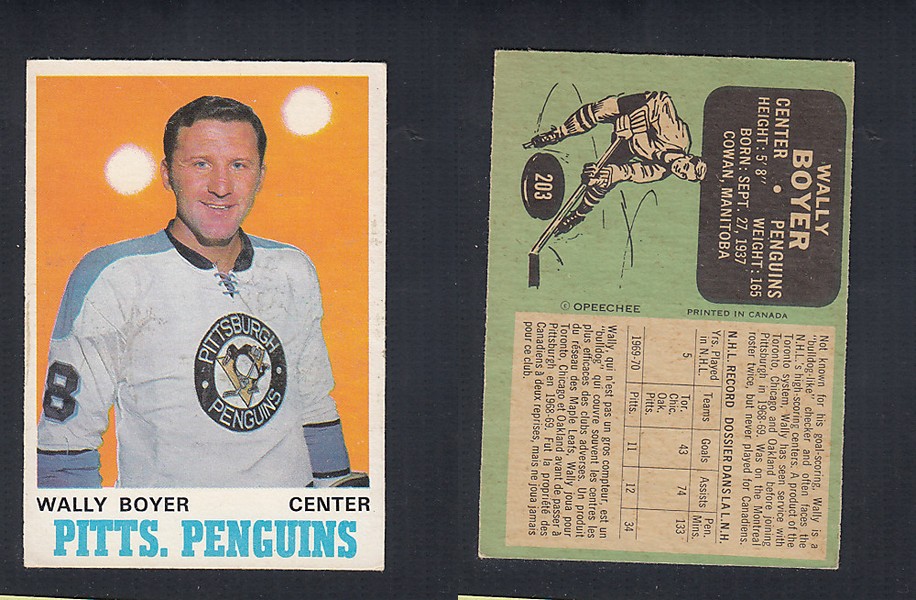 PITTSBURGH
PENGUINS
8
WALLY BOYER CENTER
PITTS. PENGUINS
203
WALLY
BOYER
CENTER • PENGUINS
HEIGHT: 5' 8" WEIGHT: 165
BORN: SEPT. 27, 1937
COWAN, MANITOBA
© OPEECHEE
PRINTED IN CANADA
Not known for his goal-scoring, Wally is a
"bulldog-like" checker and often faces the
N.H.L.'s high-scoring centers. A product of the
Toronto system, Wally has seen service with
Toronto, Chicago and Oakland before joining
Pittsburgh in 1968-69. Was on the Montreal
roster twice, but never played for Canadiens.
N.H.L. RECORD DOSSIER DANS LA L.N.H.
Yrs. Played Teams Goals Assists Pen.
in N.H.L. Mins.
5 Tor. 43 74 133
Chic.
Oak.
Pitts.
1969-70 Pitts. 11 12 34
Wally, qui n'est pas un gros compteur, est un
"bulldog" qui couvre souvent les centres les
plus efficaces des clubs adverses. Un produit
du réseau des Maple Leafs, Wally joua pour
Toronto, Chicago et Oakland avant de passer à
Pittsburgh en 1968-69. Fut la propriété des
Canadiens à deux reprises, mais ne joua jamais
pour ce club.